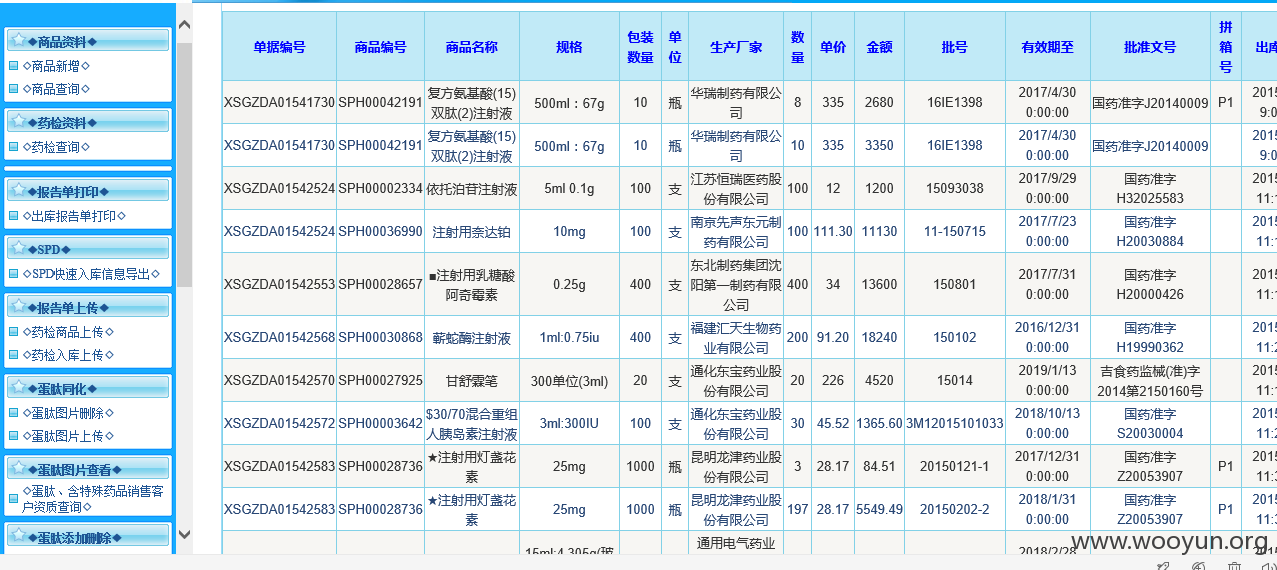 ◆商品资料◆
◇商品新增◇
◇商品查询◇
◆药检资料◆
◇药检查询◇
◆报告单打印◆
◇出库报告单打印◇
◆SPD◆
◇SPD快速入库信息导出◇
◆报告单上传◆
◇药检商品上传◇
◇药检入库上传◇
◆蛋肽同化◆
◇蛋肽图片删除◇
◇蛋肽图片上传◇
◆蛋肽图片查看◆
◇蛋肽、含特殊药品销售客
户资质查询◇
◆蛋肽添加删除◆
单据编号 商品编号 商品名称 规格 包装数量 单位 生产厂家 数量 单价 金额 批号 有效期至 批准文号 拼箱号 出库
XSGZDA01541730 SPH00042191 复方氨基酸(15)双肽(2)注射液 500ml：67g 10 瓶 华瑞制药有限公司 8 335 2680 16IE1398 2017/4/30 0:00:00 国药准字J20140009 P1 2015 9:0
XSGZDA01541730 SPH00042191 复方氨基酸(15)双肽(2)注射液 500ml：67g 10 瓶 华瑞制药有限公司 10 335 3350 16IE1398 2017/4/30 0:00:00 国药准字J20140009 2015 9:0
XSGZDA01542524 SPH00002334 依托泊苷注射液 5ml 0.1g 100 支 江苏恒瑞医药股份有限公司 100 12 1200 15093038 2017/9/29 0:00:00 国药准字H32025583 2015 11:1
XSGZDA01542524 SPH00036990 注射用奈达铂 10mg 100 支 南京先声东元制药有限公司 100 111.30 11130 11-150715 2017/7/23 0:00:00 国药准字H20030884 2015 11:1
XSGZDA01542553 SPH00028657 ■注射用乳糖酸阿奇霉素 0.25g 400 支 东北制药集团沈阳第一制药有限公司 400 34 13600 150801 2017/7/31 0:00:00 国药准字H20000426 2015 11:1
XSGZDA01542568 SPH00030868 蕲蛇酶注射液 1ml:0.75iu 400 支 福建汇天生物药业有限公司 200 91.20 18240 150102 2016/12/31 0:00:00 国药准字H19990362 2015 11:2
XSGZDA01542570 SPH00027925 甘舒霖笔 300单位(3ml) 20 支 通化东宝药业股份有限公司 20 226 4520 15014 2019/1/13 0:00:00 吉食药监械(准)字2014第2150160号 2015 11:1
XSGZDA01542572 SPH00003642 $30/70混合重组人胰岛素注射液 3ml:300IU 100 支 通化东宝药业股份有限公司 30 45.52 1365.60 3M12015101033 2018/10/13 0:00:00 国药准字S20030004 2015 11:2
XSGZDA01542583 SPH00028736 ★注射用灯盏花素 25mg 1000 瓶 昆明龙津药业股份有限公司 3 28.17 84.51 20150121-1 2017/12/31 0:00:00 国药准字Z20053907 P1 2015 11:3
XSGZDA01542583 SPH00028736 ★注射用灯盏花素 25mg 1000 瓶 昆明龙津药业股份有限公司 197 28.17 5549.49 20150202-2 2018/1/31 0:00:00 国药准字Z20053907 P1 2015 11:3
15ml:4.305g(玻 通用电气药业 2018/2/28
www.wooyun.org